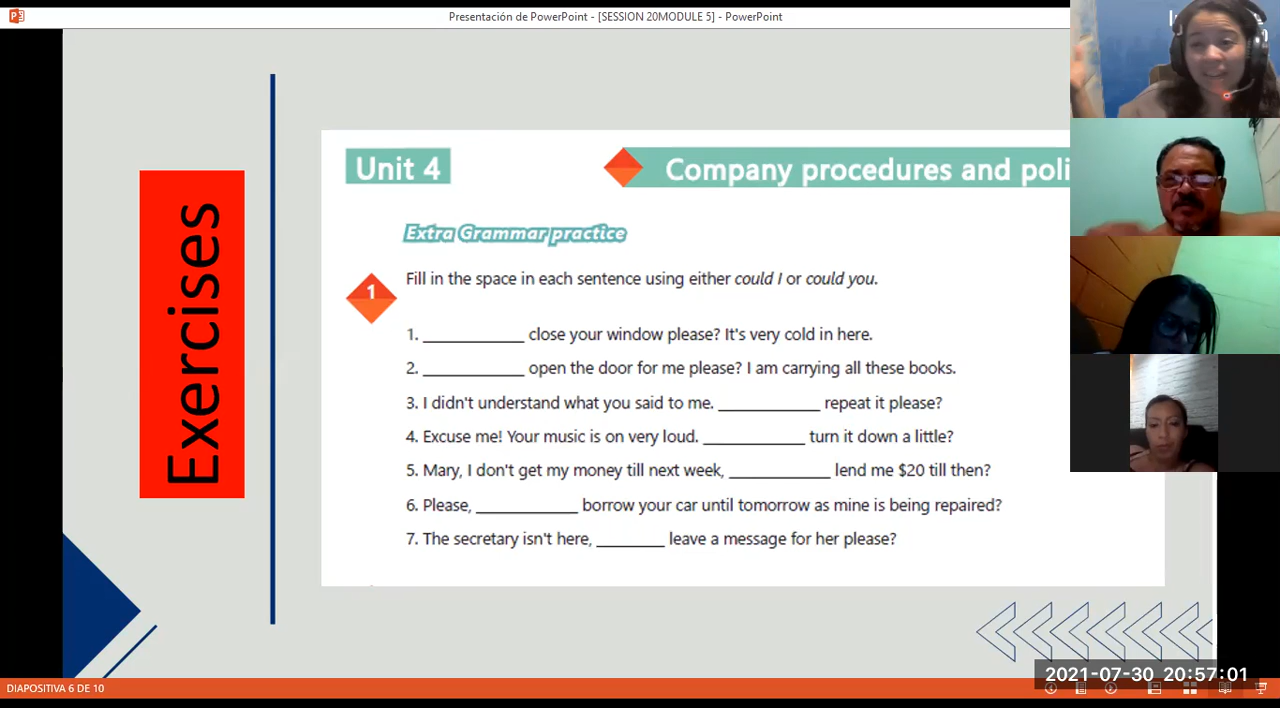 Presentación de PowerPoint - [SESSION 20MODULE 5] - PowerPoint
Exercises
Unit 4
Company procedures and poli
Extra Grammar practice
1
Fill in the space in each sentence using either could I or could you.
1. ____________ close your window please? It's very cold in here.
2. ____________ open the door for me please? I am carrying all these books.
3. I didn't understand what you said to me. ____________ repeat it please?
4. Excuse me! Your music is on very loud. ____________ turn it down a little?
5. Mary, I don't get my money till next week, ____________ lend me $20 till then?
6. Please, ____________ borrow your car until tomorrow as mine is being repaired?
7. The secretary isn't here, ________ leave a message for her please?
2021-07-30 20:57:01
DIAPOSITIVA 6 DE 10